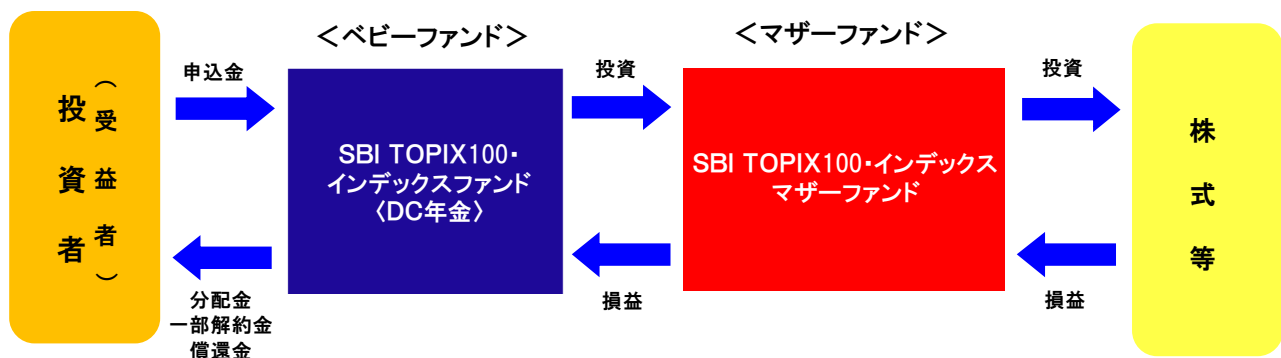 投資者
（受益者）
申込金
分配金
一部解約金
償還金
＜ベビーファンド＞
SBI TOPIX100・
インデックスファンド
〈DC年金〉
投資
損益
＜マザーファンド＞
SBI TOPIX100・インデックス
マザーファンド
投資
損益
株式等